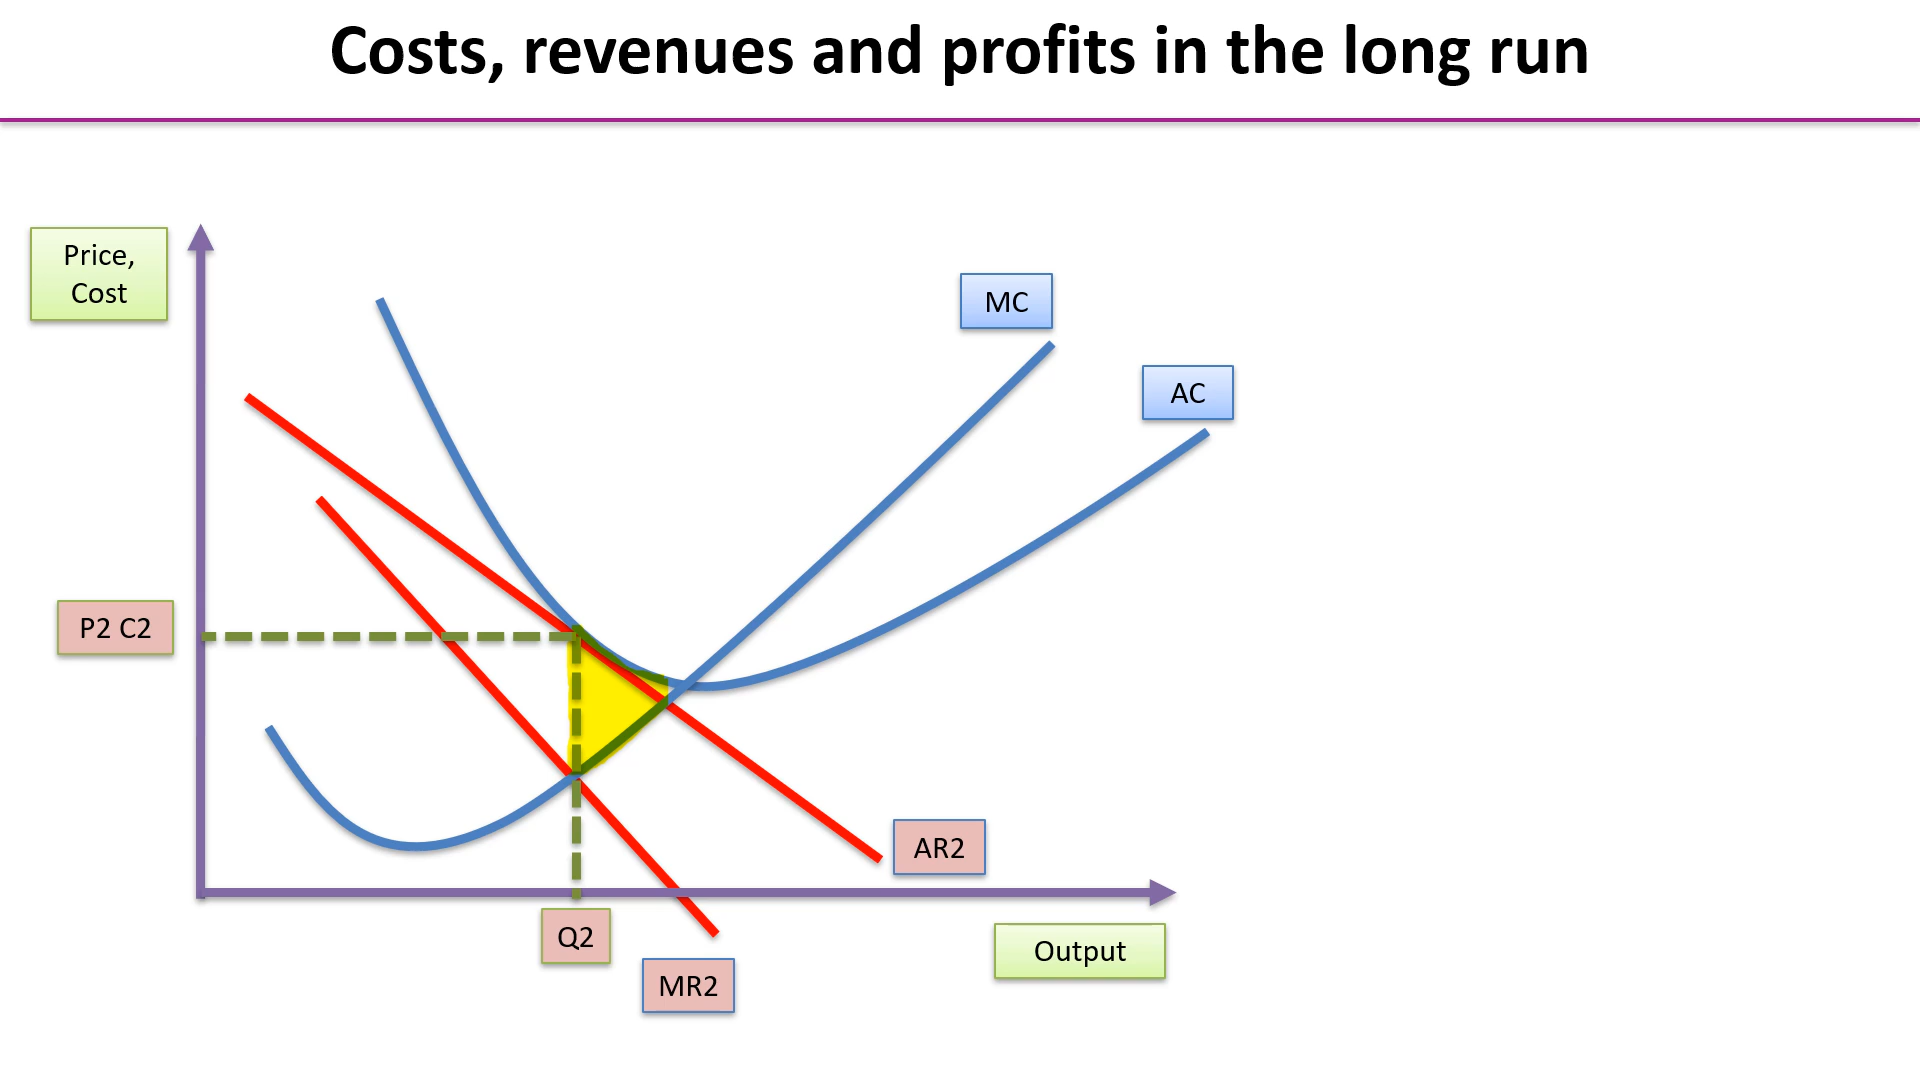 Costs, revenues and profits in the long run
Price,
Cost
MC
AC
P2 C2
AR2
Q2
Output
MR2